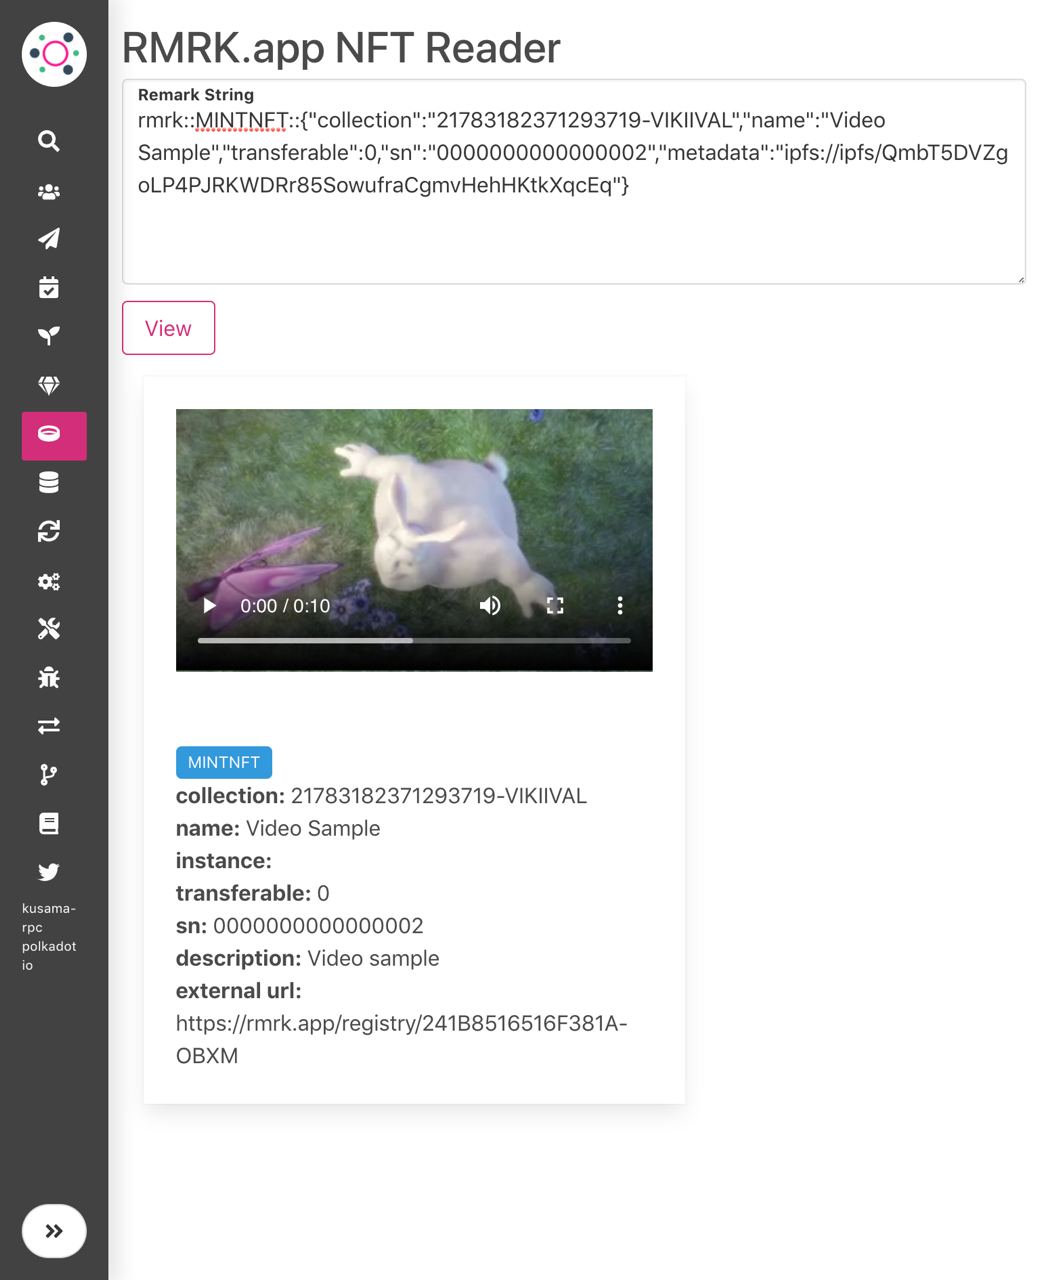 RMRK.app NFT Reader
Remark String
rmrk::MINTNFT::{"collection":"21783182371293719-VIKIIVAL","name":"Video
Sample","transferable":0,"sn":"0000000000000002","metadata":"ipfs://ipfs/QmbT5DVZg
oLP4PJRKWDRr85SowufraCgmvHehHKtkXqcEq"}
View
0:00 / 0:10
MINTNFT
collection: 21783182371293719-VIKIIVAL
name: Video Sample
instance:
transferable: 0
sn: 0000000000000002
description: Video sample
external url:
https://rmrk.app/registry/241B8516516F381A-
OBXM
kusama-
rpc
polkadot
io